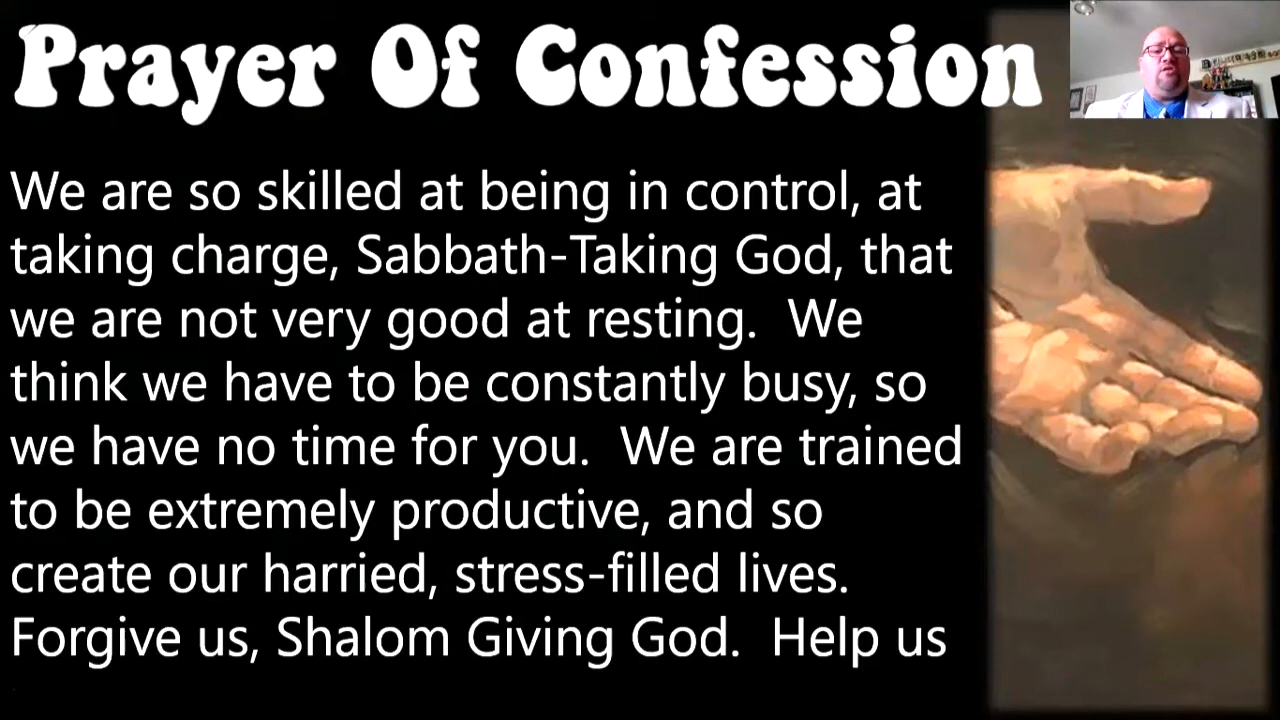 Prayer Of Confession
We are so skilled at being in control, at
taking charge, Sabbath-Taking God, that
we are not very good at resting.  We
think we have to be constantly busy, so
we have no time for you.  We are trained
to be extremely productive, and so
create our harried, stress-filled lives.
Forgive us, Shalom Giving God.  Help us